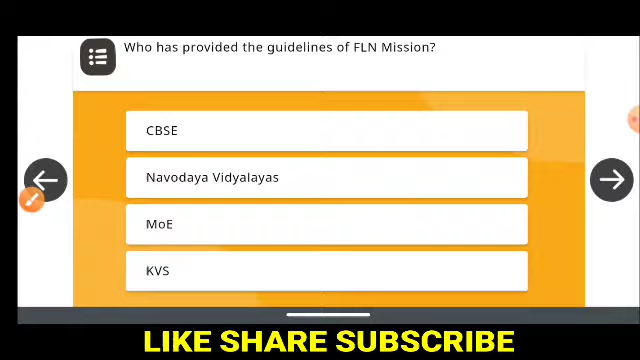 Who has provided the guidelines of FLN Mission?
CBSE
Navodaya Vidyalayas
MoE
KVS
LIKE SHARE SUBSCRIBE